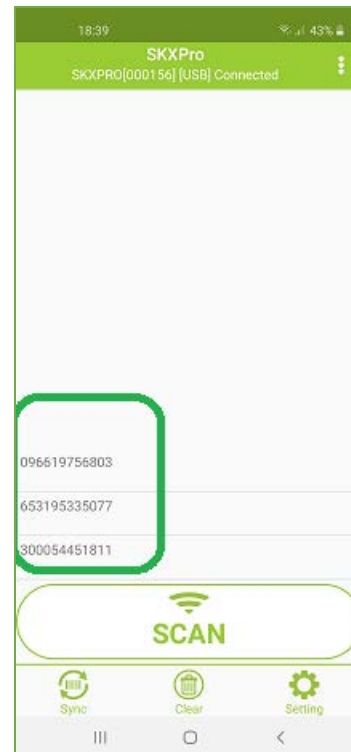 18:39 43%
SKXPro
SKXPRO[000156] [USB] Connected
096619756803
653195335077
300054451811
SCAN
Sync Clear Setting